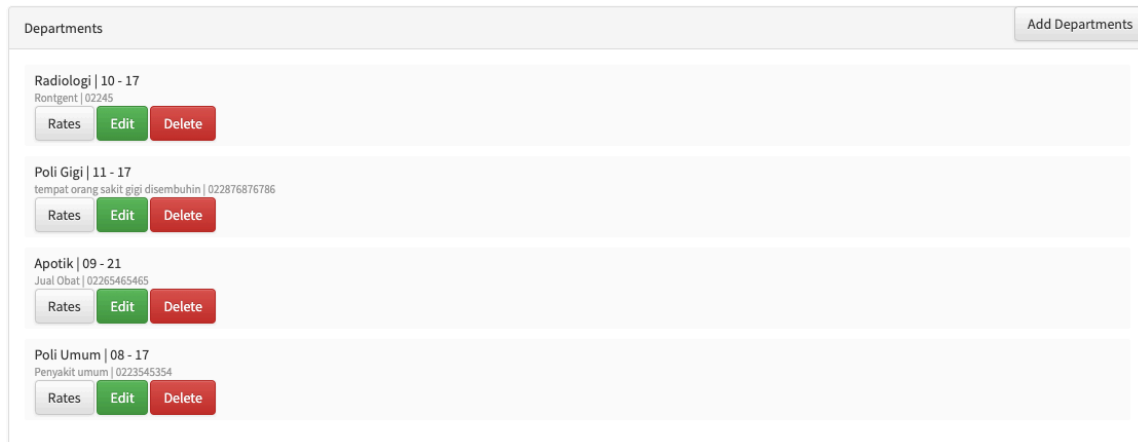 Departments
Add Departments
Radiologi | 10 - 17
Rontgent | 02245
Rates Edit Delete
Poli Gigi | 11 - 17
tempat orang sakit gigi disembuhin | 022876876786
Rates Edit Delete
Apotik | 09 - 21
Jual Obat | 02265465465
Rates Edit Delete
Poli Umum | 08 - 17
Penyakit umum | 0223545354
Rates Edit Delete